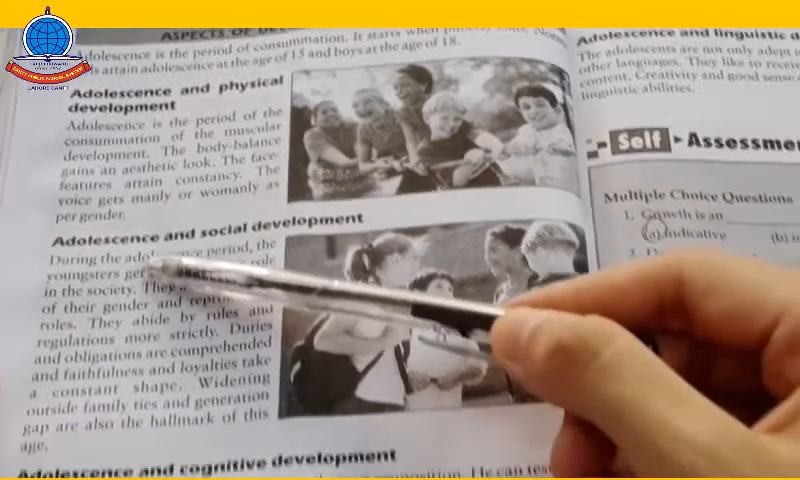 ASPECTS OF
Adolescence is the period of consummation. It starts when
attain adolescence at the age of 15 and boys at the age of 18.
Adolescence and physical
development
Adolescence is the period of the
consummation of the muscular
development. The body-balance
gains an aesthetic look. The face-
features attain constancy. The
voice gets manly or womanly as
per gender.
Adolescence and social development
During the period, the
youngsters role
in the society. They
of their gender and
roles. They abide by rules and
regulations more strictly. Duties
and obligations are comprehended
and faithfulness and loyalties take
a constant shape. Widening
outside family ties and generation
gap are also the hallmark of this
age.
Adolescence and cognitive development
He can
Adolescence and linguistic
The adolescents are not only adept
other languages. They like to
content. Creativity and good sense
linguistic abilities.
Self Assessme
Multiple Choice Questions
1. Growth is an
(a) Indicative (b)
LAHORE CANTT